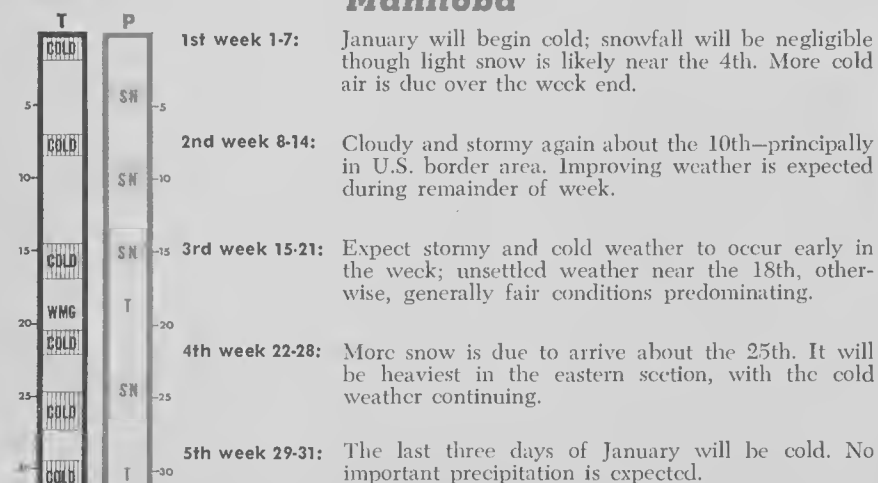 Manitoba
T P
COLD
SN
5- -5
COLD
10- SN -10
15- SN -15
COLD
WMG T
20- -20
COLD
SN
25- -25
COLD
T -30
COLD
1st week 1-7: January will begin cold; snowfall will be negligible
though light snow is likely near the 4th. More cold
air is due over the week end.
2nd week 8-14: Cloudy and stormy again about the 10th—principally
in U.S. border area. Improving weather is expected
during remainder of week.
3rd week 15-21: Expect stormy and cold weather to occur early in
the week; unsettled weather near the 18th, other-
wise, generally fair conditions predominating.
4th week 22-28: More snow is due to arrive about the 25th. It will
be heaviest in the eastern section, with the cold
weather continuing.
5th week 29-31: The last three days of January will be cold. No
important precipitation is expected.